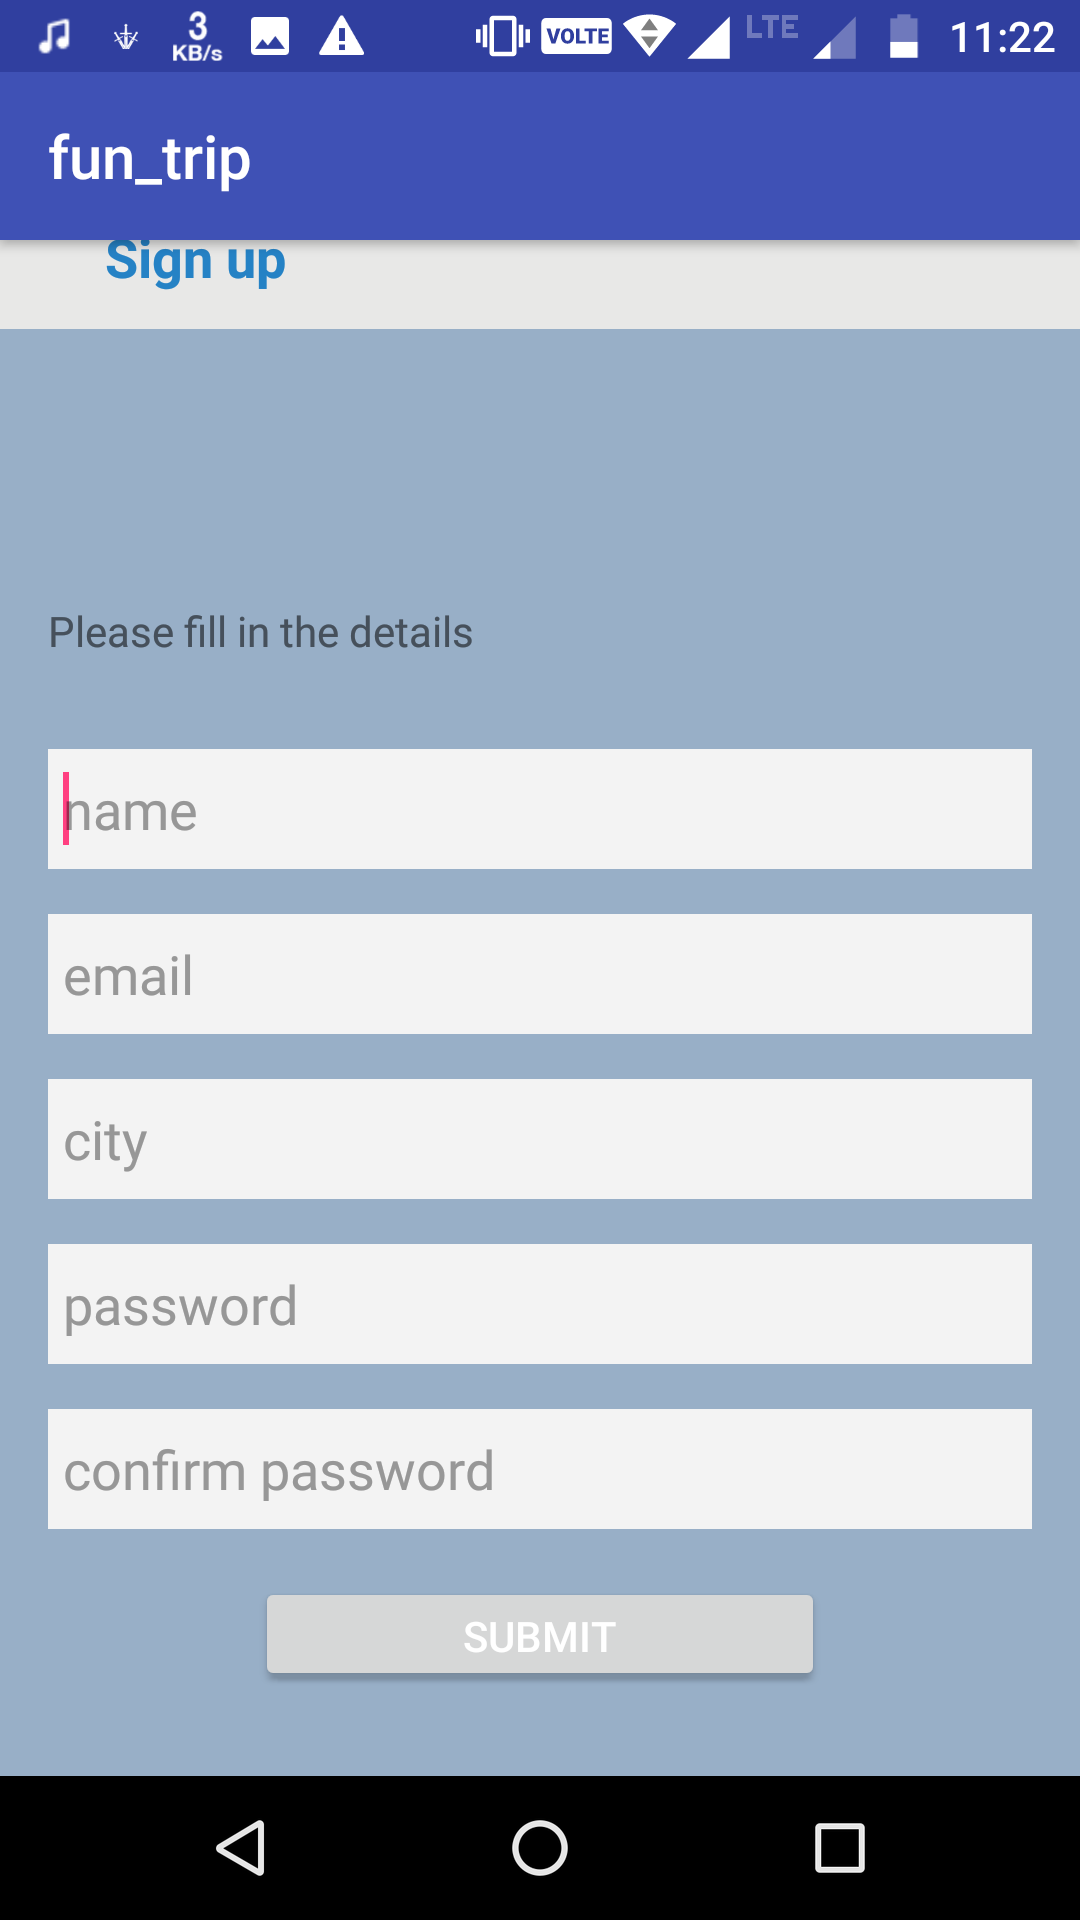 3
KB/s
VOLTE
LTE
11:22
fun_trip
Sign up
Please fill in the details
name
email
city
password
confirm password
SUBMIT